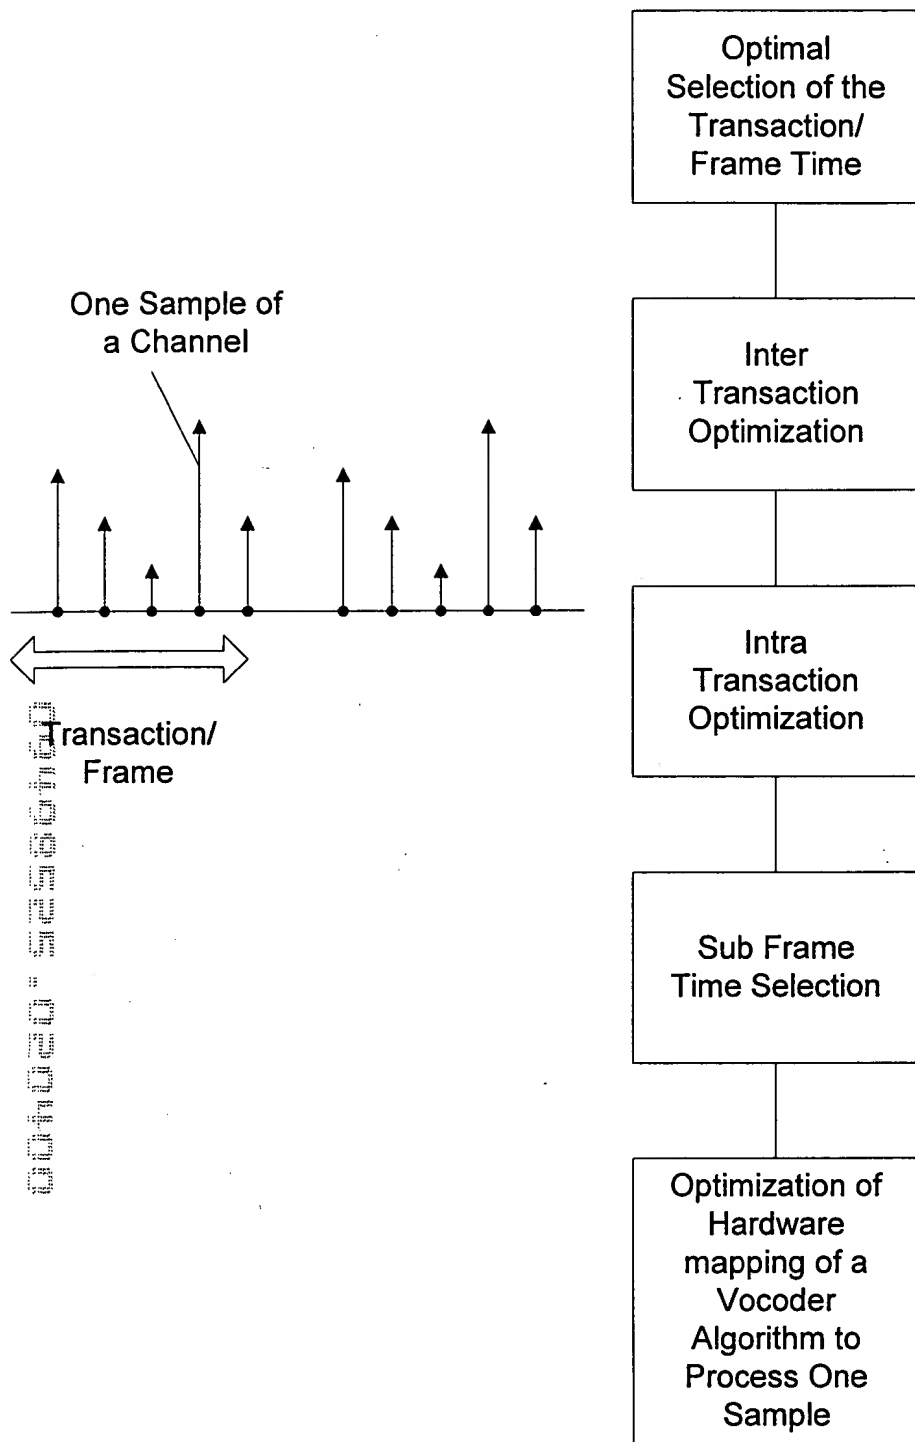 Optimal
Selection of the
Transaction/
Frame Time
One Sample of
a Channel
Inter
Transaction
Optimization
Intra
Transaction
Optimization
Transaction/
Frame
Sub Frame
Time Selection
Optimization of
Hardware
mapping of a
Vocoder
Algorithm to
Process One
Sample